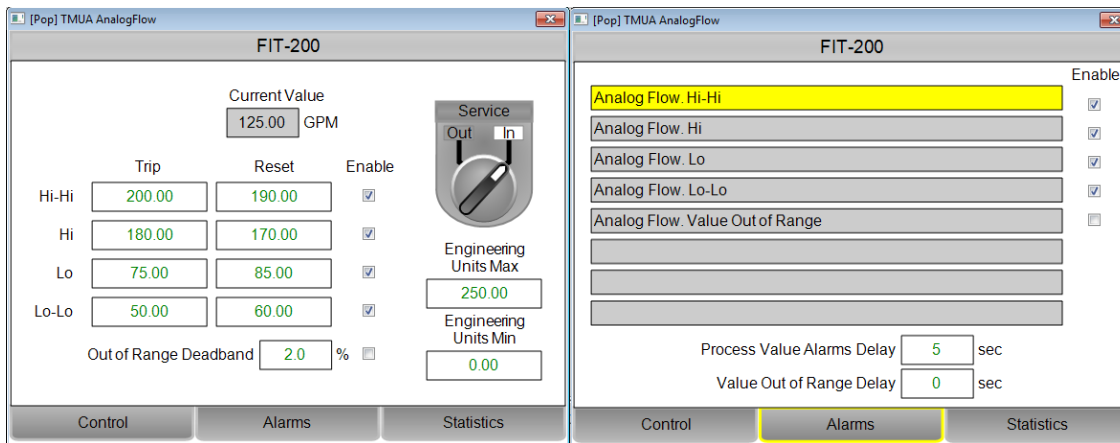 [Pop] TMUA AnalogFlow
FIT-200
Current Value
125.00 GPM
Service
Out In
Trip Reset Enable
Hi-Hi 200.00 190.00
Hi 180.00 170.00
Lo 75.00 85.00
Lo-Lo 50.00 60.00
Out of Range Deadband 2.0 %
Engineering
Units Max
250.00
Engineering
Units Min
0.00
Control Alarms Statistics
[Pop] TMUA AnalogFlow
FIT-200
Enable
Analog Flow. Hi-Hi
Analog Flow. Hi
Analog Flow. Lo
Analog Flow. Lo-Lo
Analog Flow. Value Out of Range
Process Value Alarms Delay 5 sec
Value Out of Range Delay 0 sec
Control Alarms Statistics